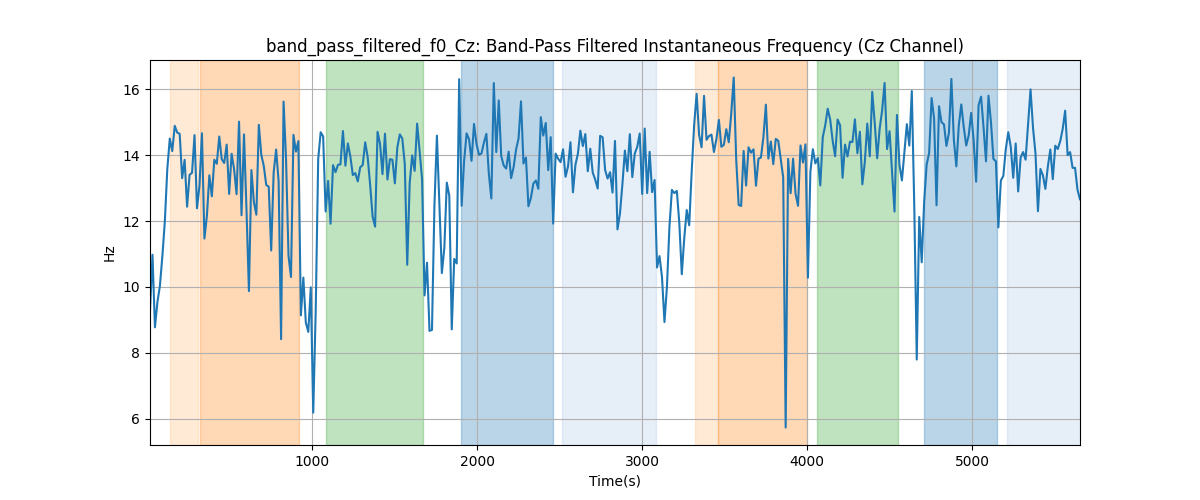 band_pass_filtered_f0_Cz: Band-Pass Filtered Instantaneous Frequency (Cz Channel)
16
14
12
10
8
6
Hz
1000 2000 3000 4000 5000
Time(s)